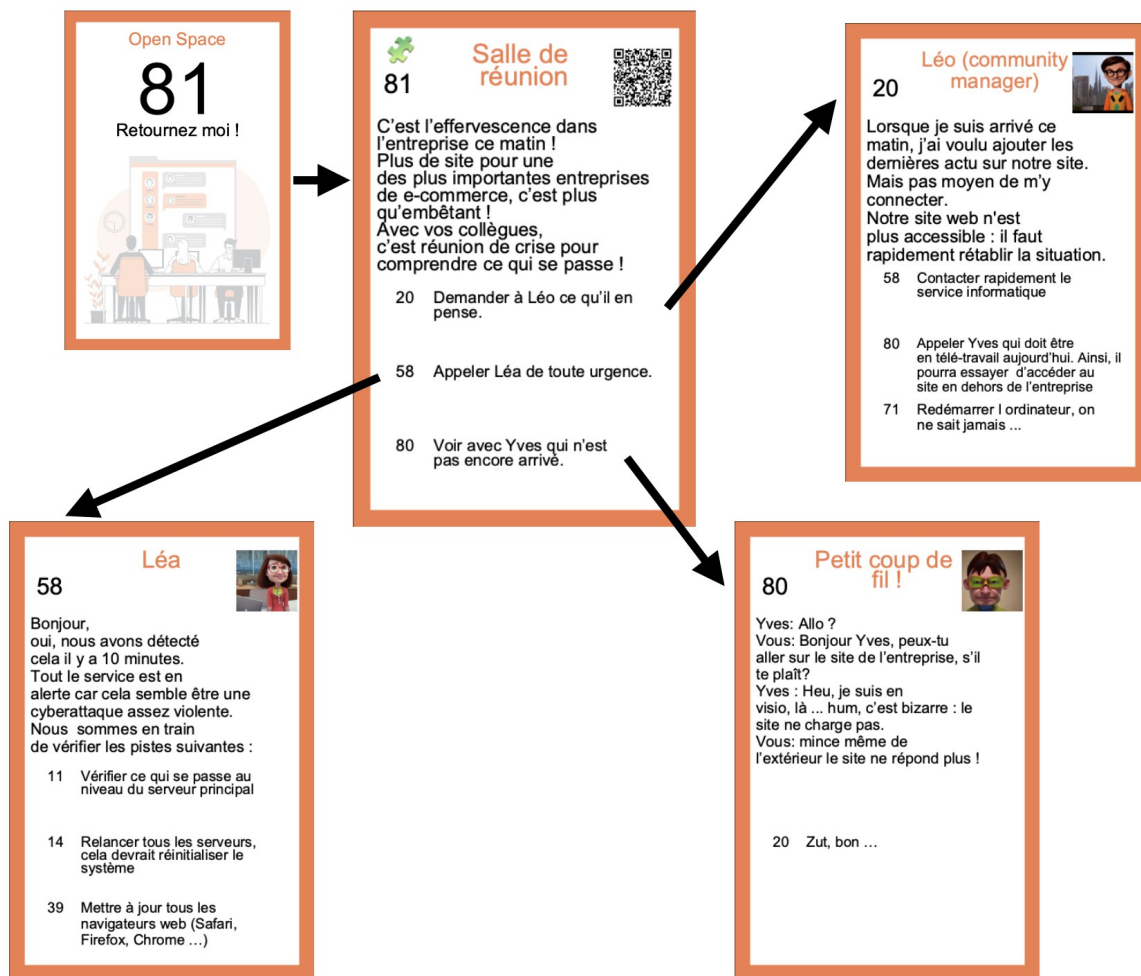 Open Space
81
Retournez moi !
Salle de
réunion
81
C’est l’effervescence dans
l’entreprise ce matin !
Plus de site pour une
des plus importantes entreprises
de e-commerce, c’est plus
qu’embêtant !
Avec vos collègues,
c’est réunion de crise pour
comprendre ce qui se passe !
20 Demander à Léo ce qu’il en
pense.
58 Appeler Léa de toute urgence.
80 Voir avec Yves qui n’est
pas encore arrivé.
Léo (community
manager)
20
Lorsque je suis arrivé ce
matin, j’ai voulu ajouter les
dernières actu sur notre site.
Mais pas moyen de m’y
connecter.
Notre site web n'est
plus accessible : il faut
rapidement rétablir la situation.
58 Contacter rapidement le
service informatique
80 Appeler Yves qui doit être
en télé-travail aujourd’hui. Ainsi, il
pourra essayer d’accéder au
site en dehors de l’entreprise
71 Redémarrer l ordinateur, on
ne sait jamais ...
Léa
58
Bonjour,
oui, nous avons détecté
cela il y a 10 minutes.
Tout le service est en
alerte car cela semble être une
cyberattaque assez violente.
Nous sommes en train
de vérifier les pistes suivantes :
11 Vérifier ce qui se passe au
niveau du serveur principal
14 Relancer tous les serveurs,
cela devrait réinitialiser le
système
39 Mettre à jour tous les
navigateurs web (Safari,
Firefox, Chrome …)
Petit coup de
fil !
80
Yves: Allo ?
Vous: Bonjour Yves, peux-tu
aller sur le site de l’entreprise, s’il
te plaît?
Yves : Heu, je suis en
visio, là ... hum, c’est bizarre : le
site ne charge pas.
Vous: mince même de
l’extérieur le site ne répond plus !
20 Zut, bon …